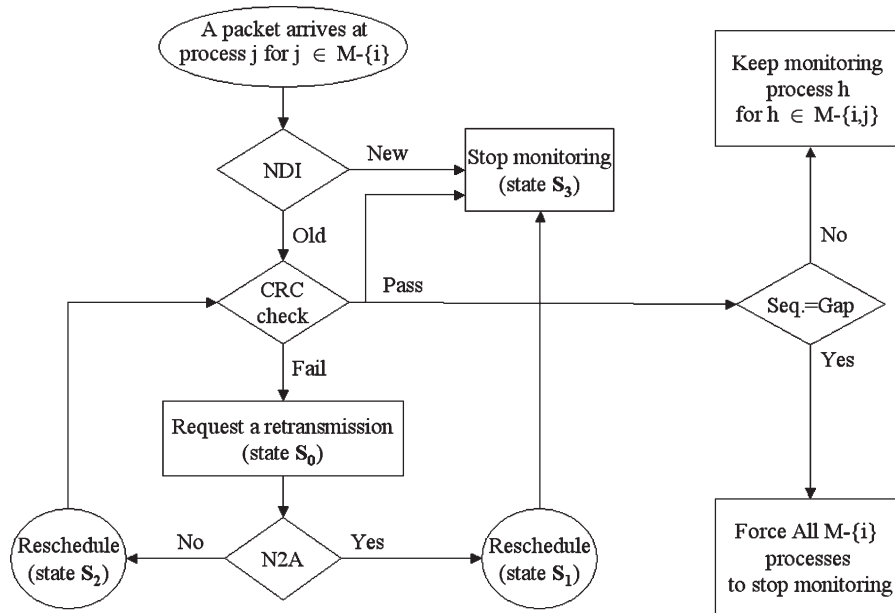 A packet arrives at
process j for j ∈ M-{i}
Keep monitoring
process h
for h ∈ M-{i,j}
NDI
New
Stop monitoring
(state S₃)
Old
No
CRC
check
Pass
Seq.=Gap
Fail
Yes
Request a retransmission
(state S₀)
Reschedule
(state S₂)
No
N2A
Yes
Reschedule
(state S₁)
Force All M-{i}
processes
to stop monitoring